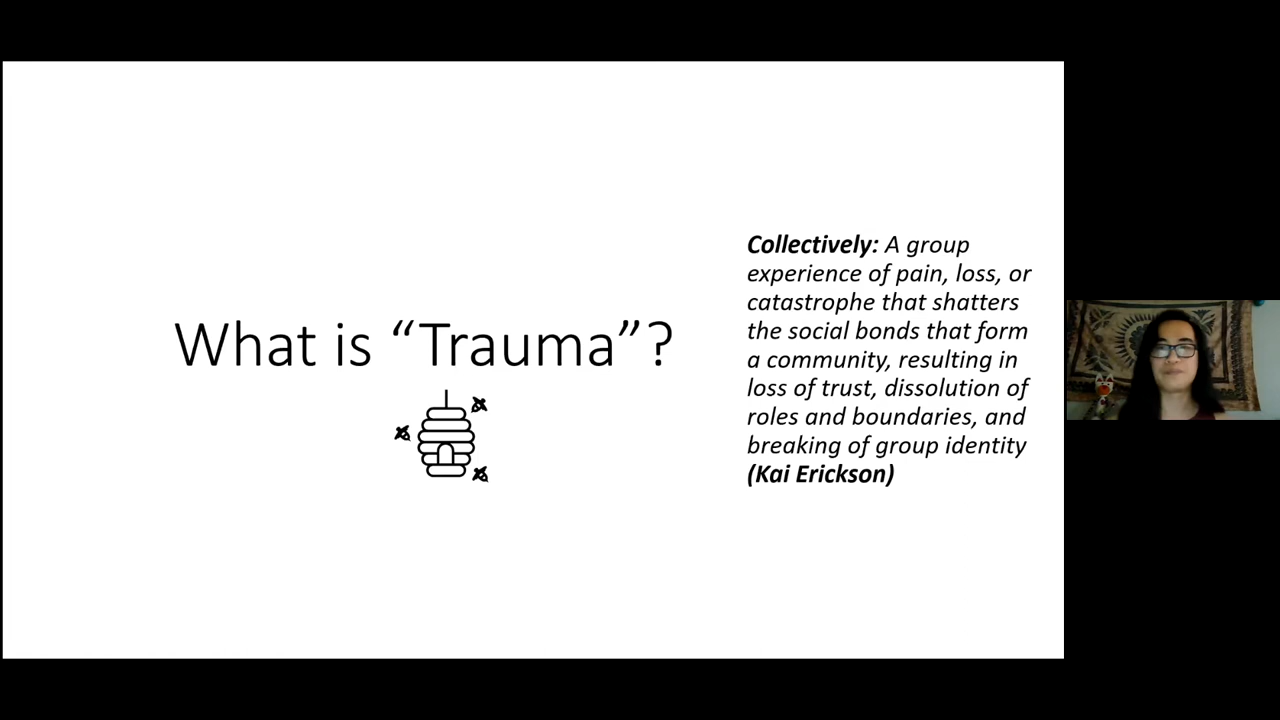 What is “Trauma”?
Collectively: A group
experience of pain, loss, or
catastrophe that shatters
the social bonds that form
a community, resulting in
loss of trust, dissolution of
roles and boundaries, and
breaking of group identity
(Kai Erickson)